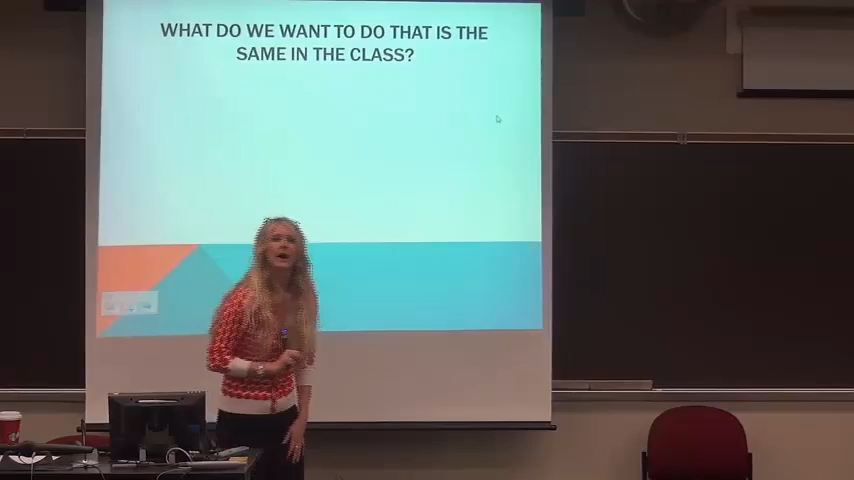 WHAT DO WE WANT TO DO THAT IS THE
SAME IN THE CLASS?